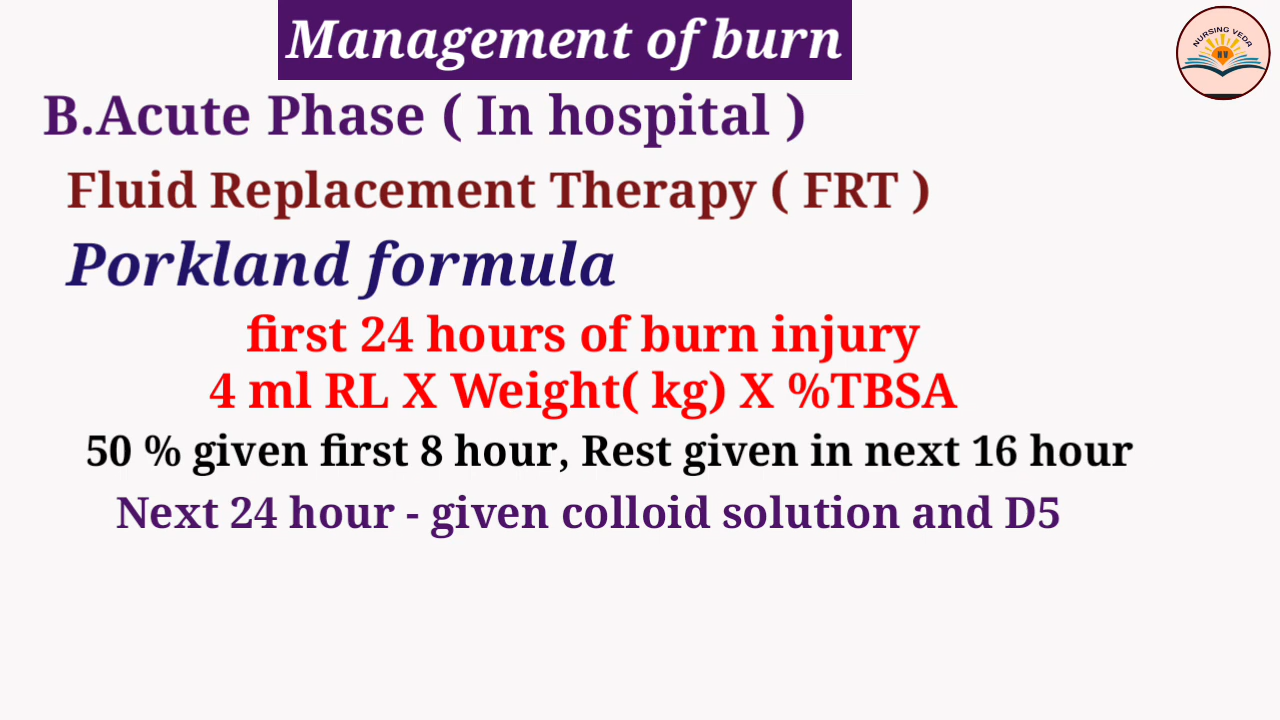 Management of burn
NURSING VEDA
NV
B.Acute Phase ( In hospital )
Fluid Replacement Therapy ( FRT )
Porkland formula
first 24 hours of burn injury
4 ml RL X Weight( kg) X %TBSA
50 % given first 8 hour, Rest given in next 16 hour
Next 24 hour - given colloid solution and D5